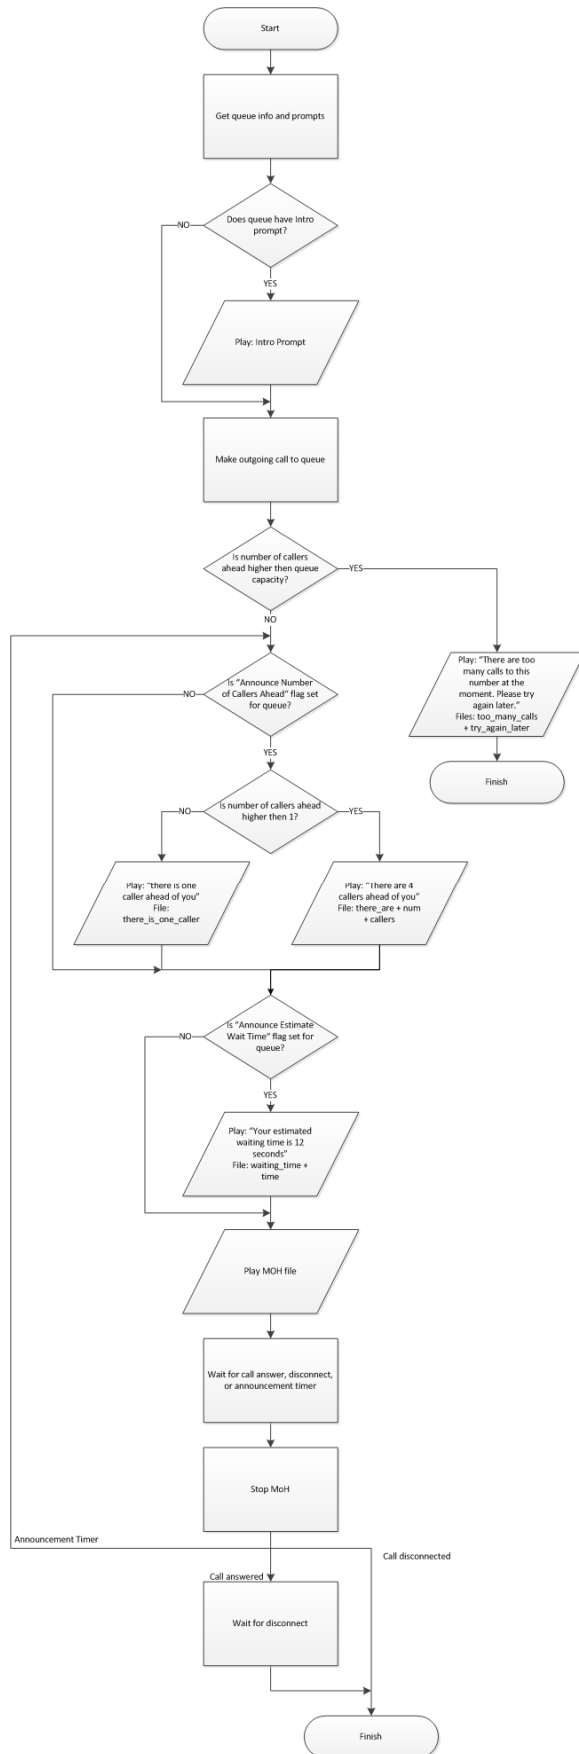 Start
Get queue info and prompts
Does queue have Intro
prompt?
NO
YES
Play: Intro Prompt
Make outgoing call to queue
Is number of callers
ahead higher then queue
capacity?
YES
NO
Play: “There are too
many calls to this
number at the
moment. Please try
again later.”
Files: too_many_calls
+ try_again_later
Finish
Is “Announce Number
of Callers Ahead” flag set
for queue?
NO
YES
Is number of callers ahead
higher then 1?
NO
YES
Play: “there is one
caller ahead of you”
File:
there_is_one_caller
Play: “There are 4
callers ahead of you”
File: there_are + num
+ callers
Is “Announce Estimate
Wait Time” flag set for
queue?
NO
YES
Play: “Your estimated
waiting time is 12
seconds”
File: waiting_time +
time
Play MOH file
Wait for call answer, disconnect,
or announcement timer
Stop MoH
Announcement Timer
Call disconnected
Call answered
Wait for disconnect
Finish